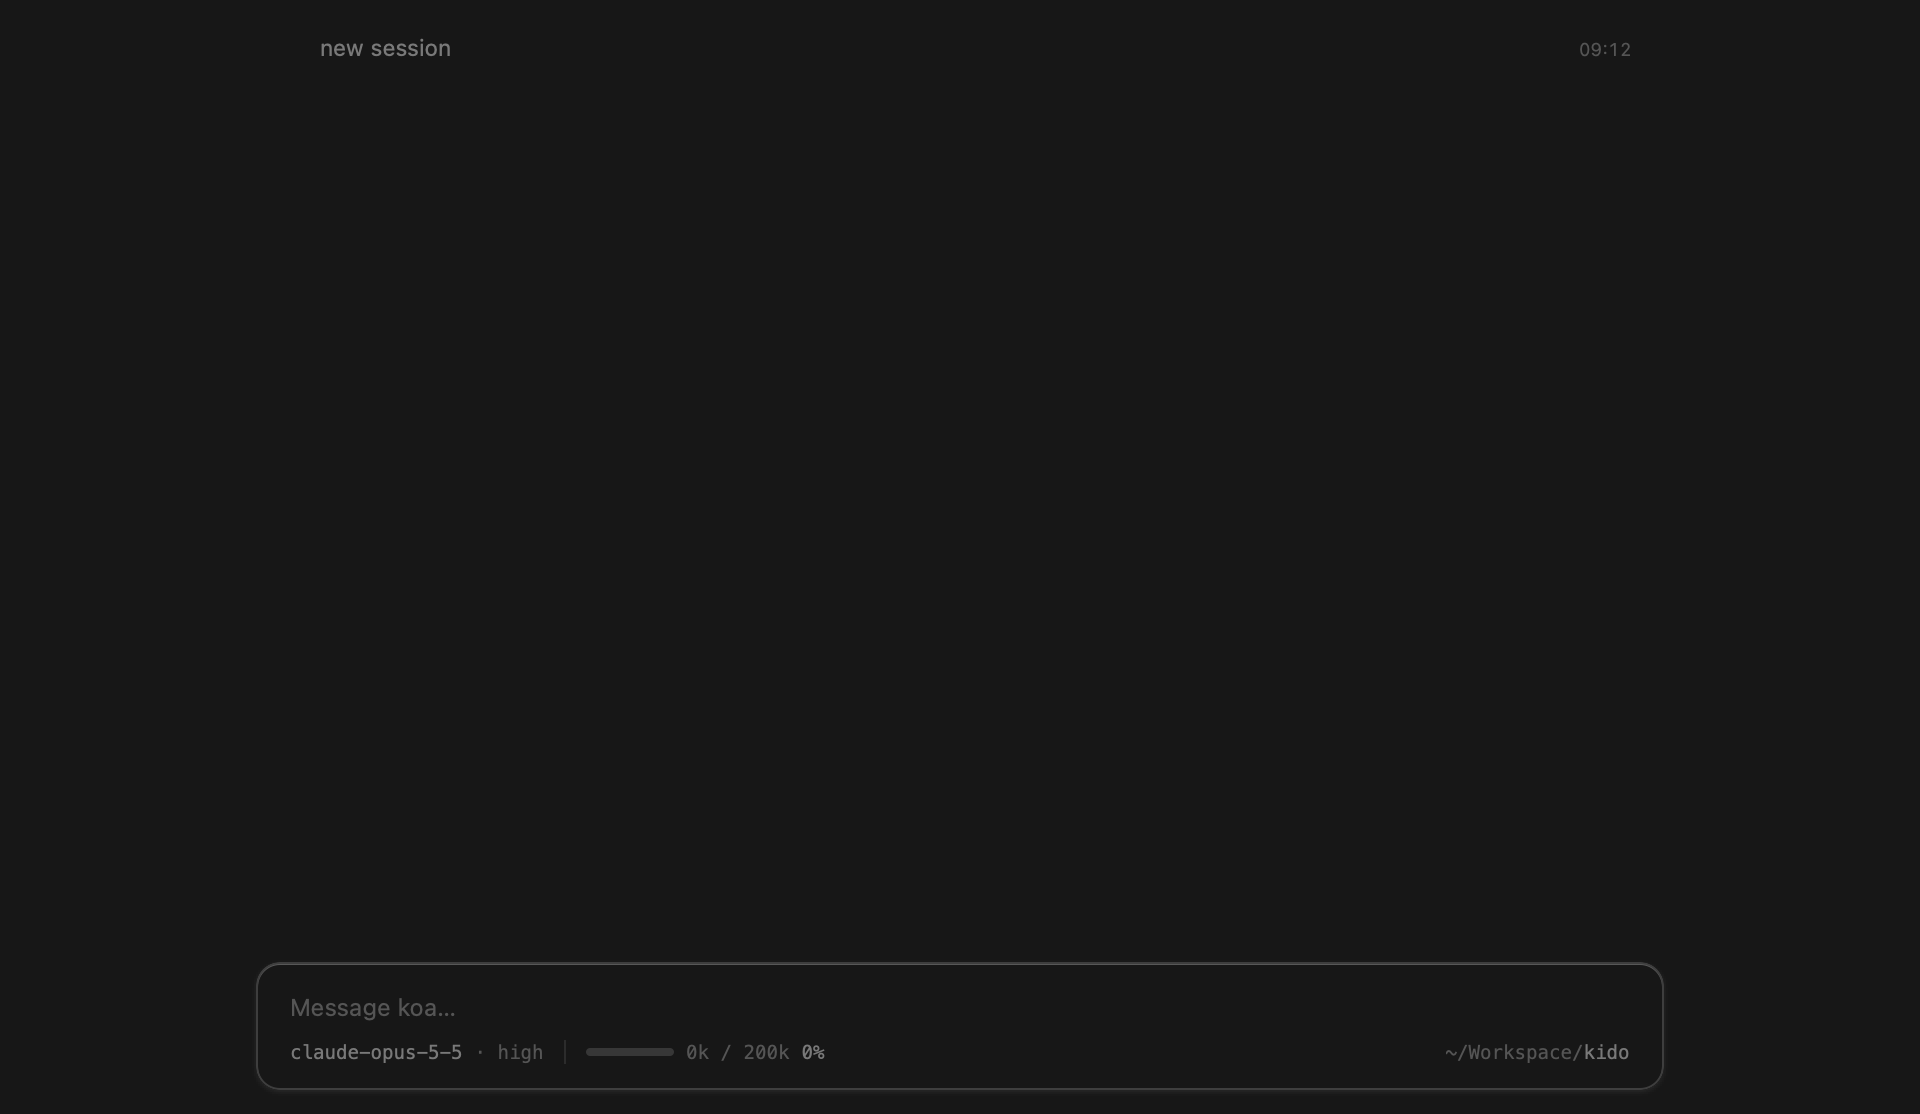 new session
09:12
Message koa...
claude-opus-5-5 · high
0k / 200k 0%
~/Workspace/kido